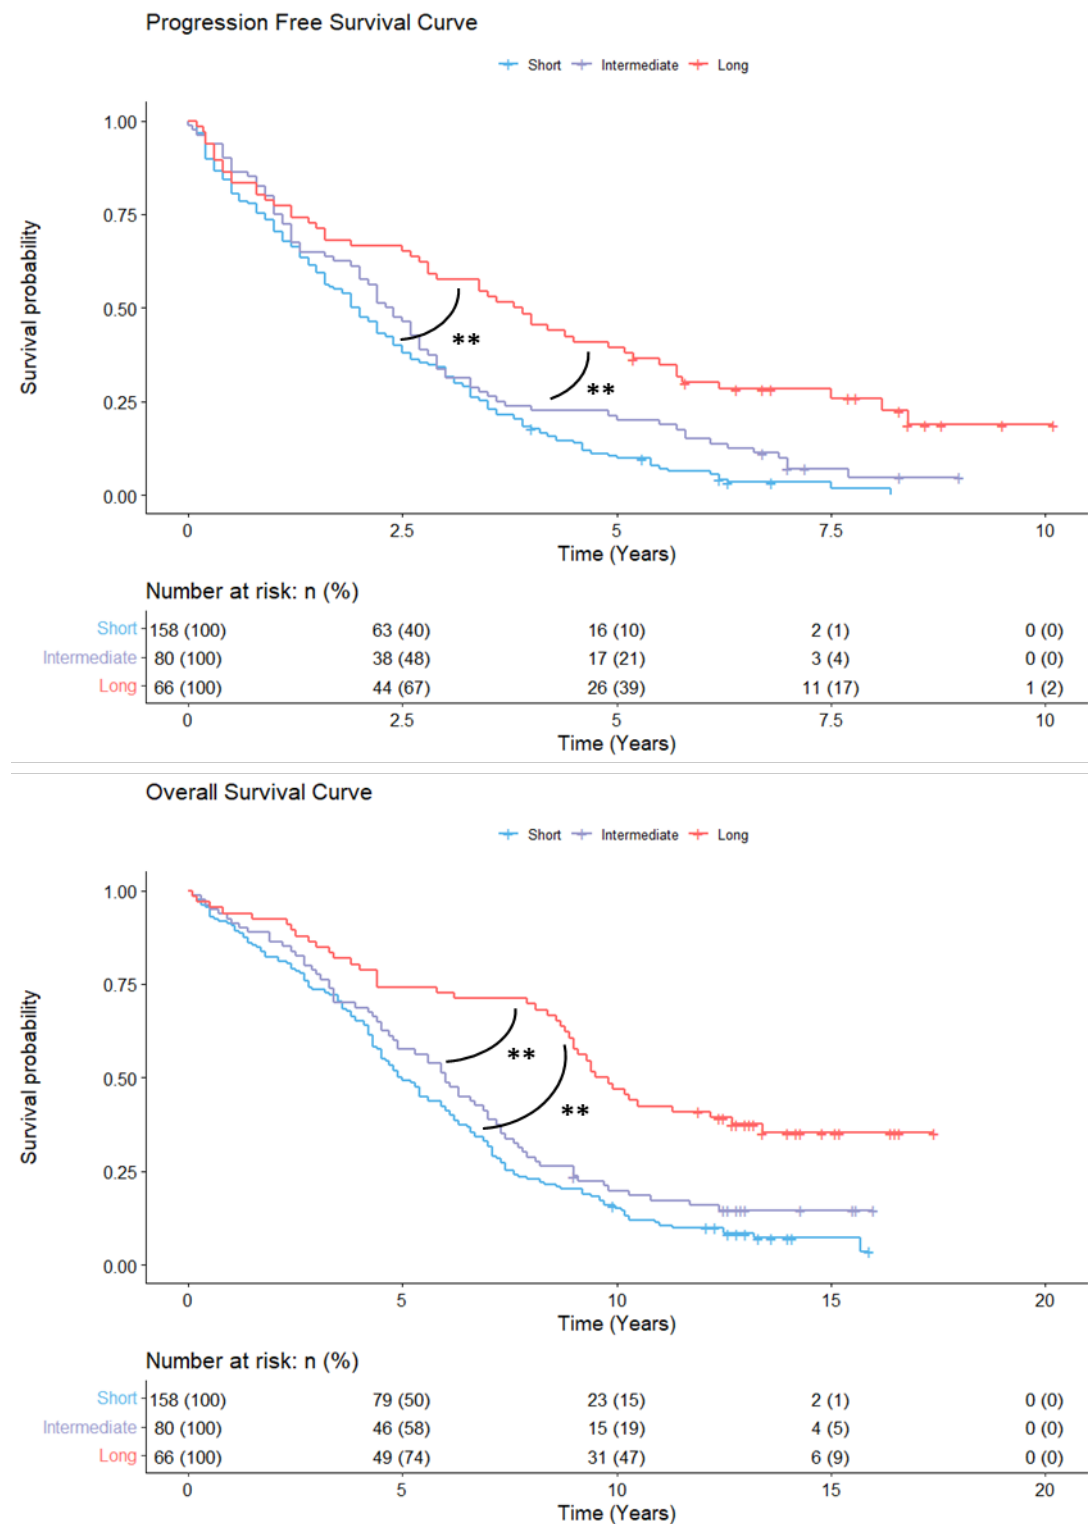 Progression Free Survival Curve
Short Intermediate Long
Survival probability
1.00
0.75
0.50
0.25
0.00
**
**
0 2.5 5 7.5 10
Time (Years)
Number at risk: n (%)
Short 158 (100) 63 (40) 16 (10) 2 (1) 0 (0)
Intermediate 80 (100) 38 (48) 17 (21) 3 (4) 0 (0)
Long 66 (100) 44 (67) 26 (39) 11 (17) 1 (2)
0 2.5 5 7.5 10
Time (Years)
Overall Survival Curve
Short Intermediate Long
Survival probability
1.00
0.75
0.50
0.25
0.00
**
**
0 5 10 15 20
Time (Years)
Number at risk: n (%)
Short 158 (100) 79 (50) 23 (15) 2 (1) 0 (0)
Intermediate 80 (100) 46 (58) 15 (19) 4 (5) 0 (0)
Long 66 (100) 49 (74) 31 (47) 6 (9) 0 (0)
0 5 10 15 20
Time (Years)